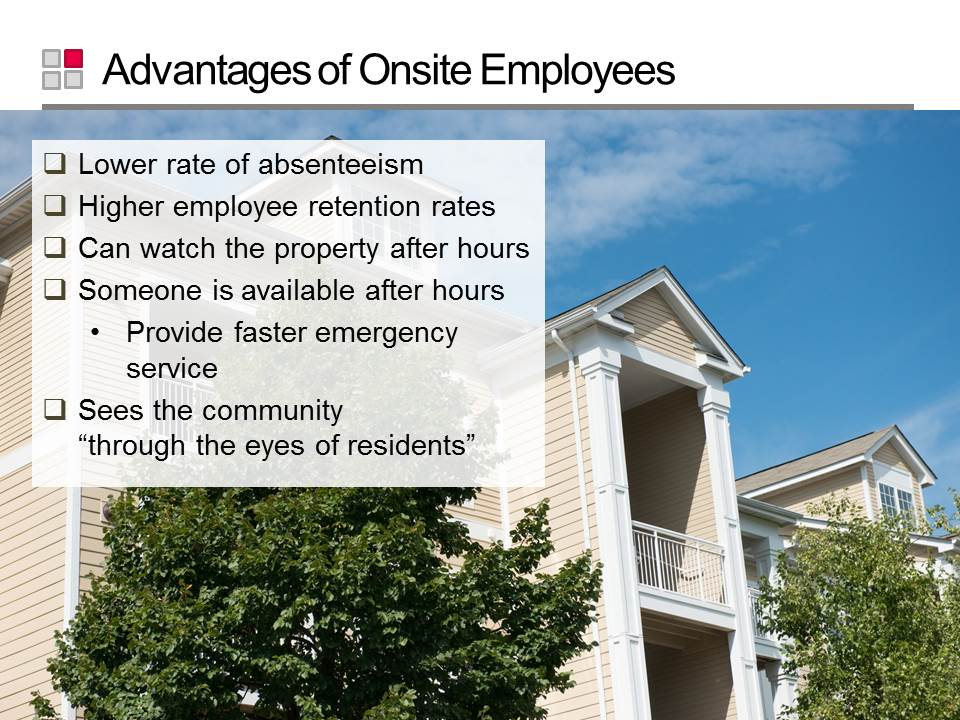 Advantages of Onsite Employees
❑ Lower rate of absenteeism
❑ Higher employee retention rates
❑ Can watch the property after hours
❑ Someone is available after hours
• Provide faster emergency
service
❑ Sees the community
“through the eyes of residents”